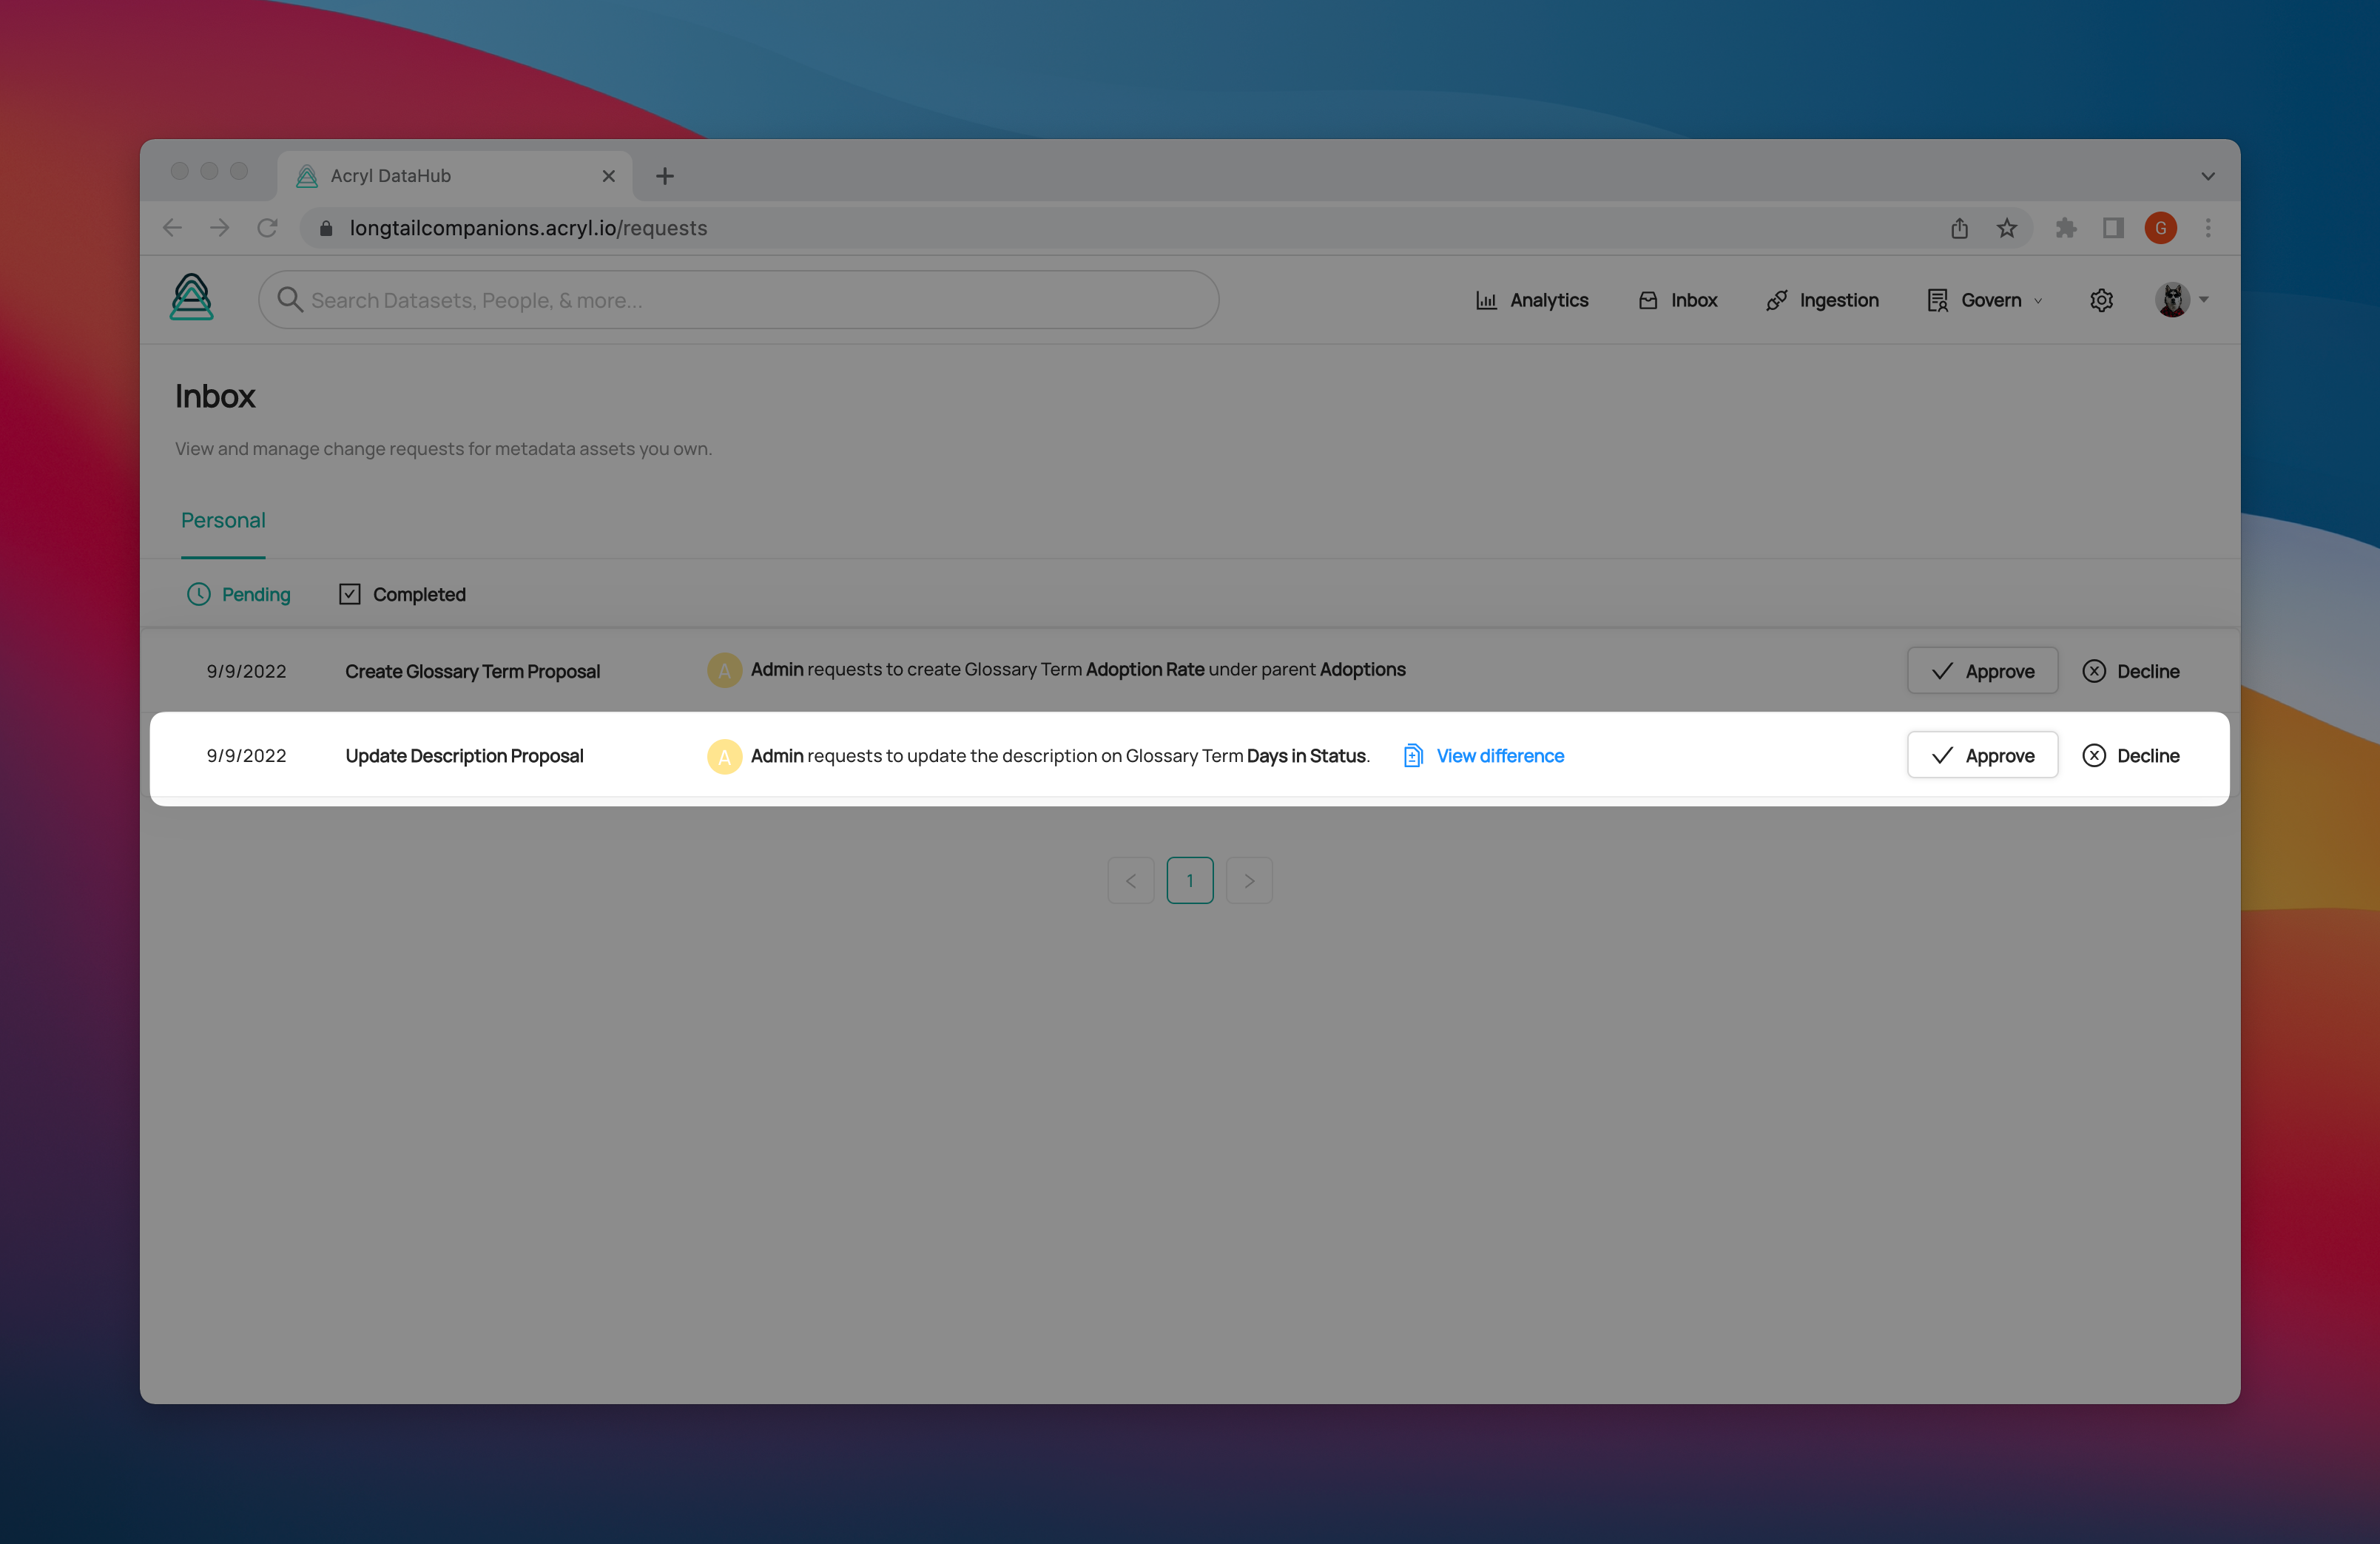 Acryl DataHub
longtailcompanions.acryl.io/requests
G
Search Datasets, People, & more...
Analytics
Inbox
Ingestion
Govern
Inbox
View and manage change requests for metadata assets you own.
Personal
Pending
Completed
9/9/2022 Create Glossary Term Proposal A Admin requests to create Glossary Term Adoption Rate under parent Adoptions Approve Decline
9/9/2022 Update Description Proposal A Admin requests to update the description on Glossary Term Days in Status. View difference Approve Decline
< 1 >